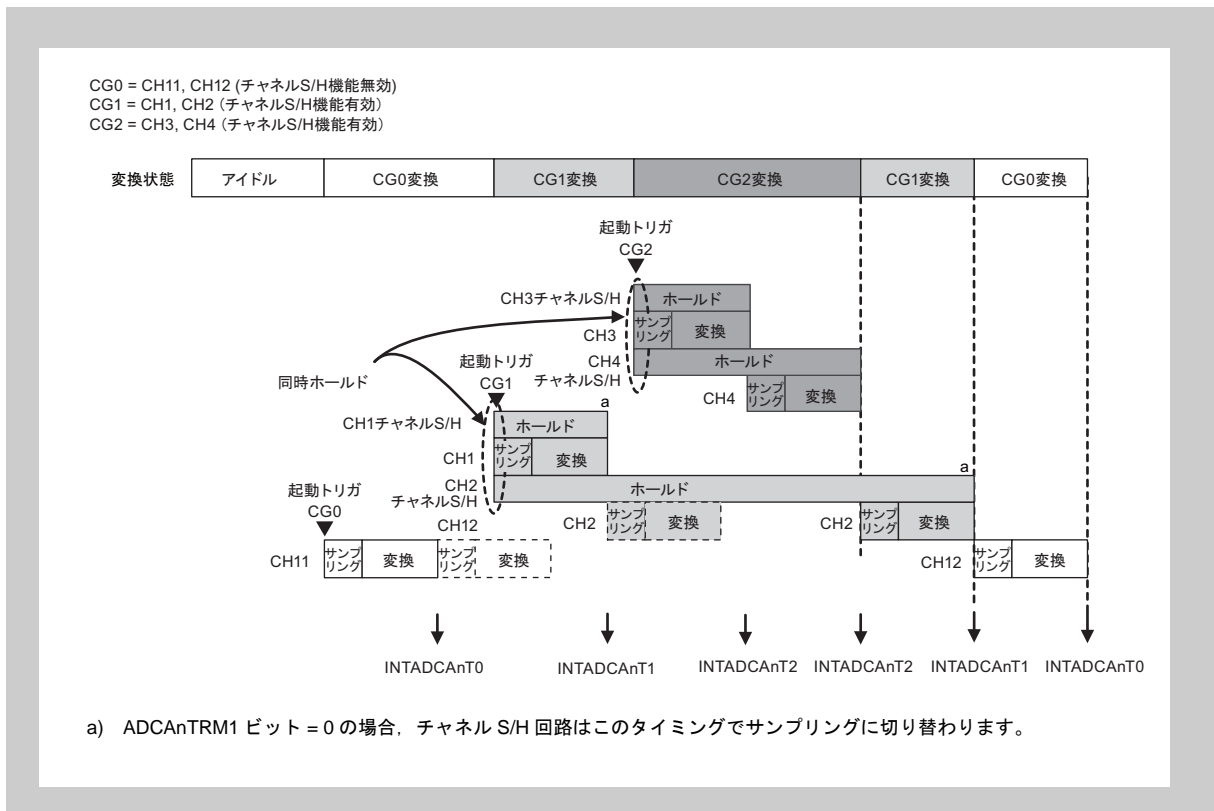 CG0 = CH11, CH12 (チャネルS/H機能無効)
CG1 = CH1, CH2 (チャネルS/H機能有効)
CG2 = CH3, CH4 (チャネルS/H機能有効)
変換状態 アイドル CG0変換 CG1変換 CG2変換 CG1変換 CG0変換
起動トリガ
CG2
CH3チャネルS/H ホールド
CH3 サンプ
リング 変換
CH4
チャネルS/H ホールド
CH4 サンプ
リング 変換
同時ホールド
起動トリガ
CG1
a
CH1チャネルS/H ホールド
CH1 サンプ
リング 変換
a
CH2
チャネルS/H ホールド
CH2 サンプ
リング 変換
CH2 サンプ
リング 変換
起動トリガ
CG0
CH11 サンプ
リング 変換
CH12
サンプ
リング 変換
CH12 サンプ
リング 変換
INTADCAnT0 INTADCAnT1 INTADCAnT2 INTADCAnT2 INTADCAnT1 INTADCAnT0
a) ADCAnTRM1 ビット = 0 の場合，チャネル S/H 回路はこのタイミングでサンプリングに切り替わります。